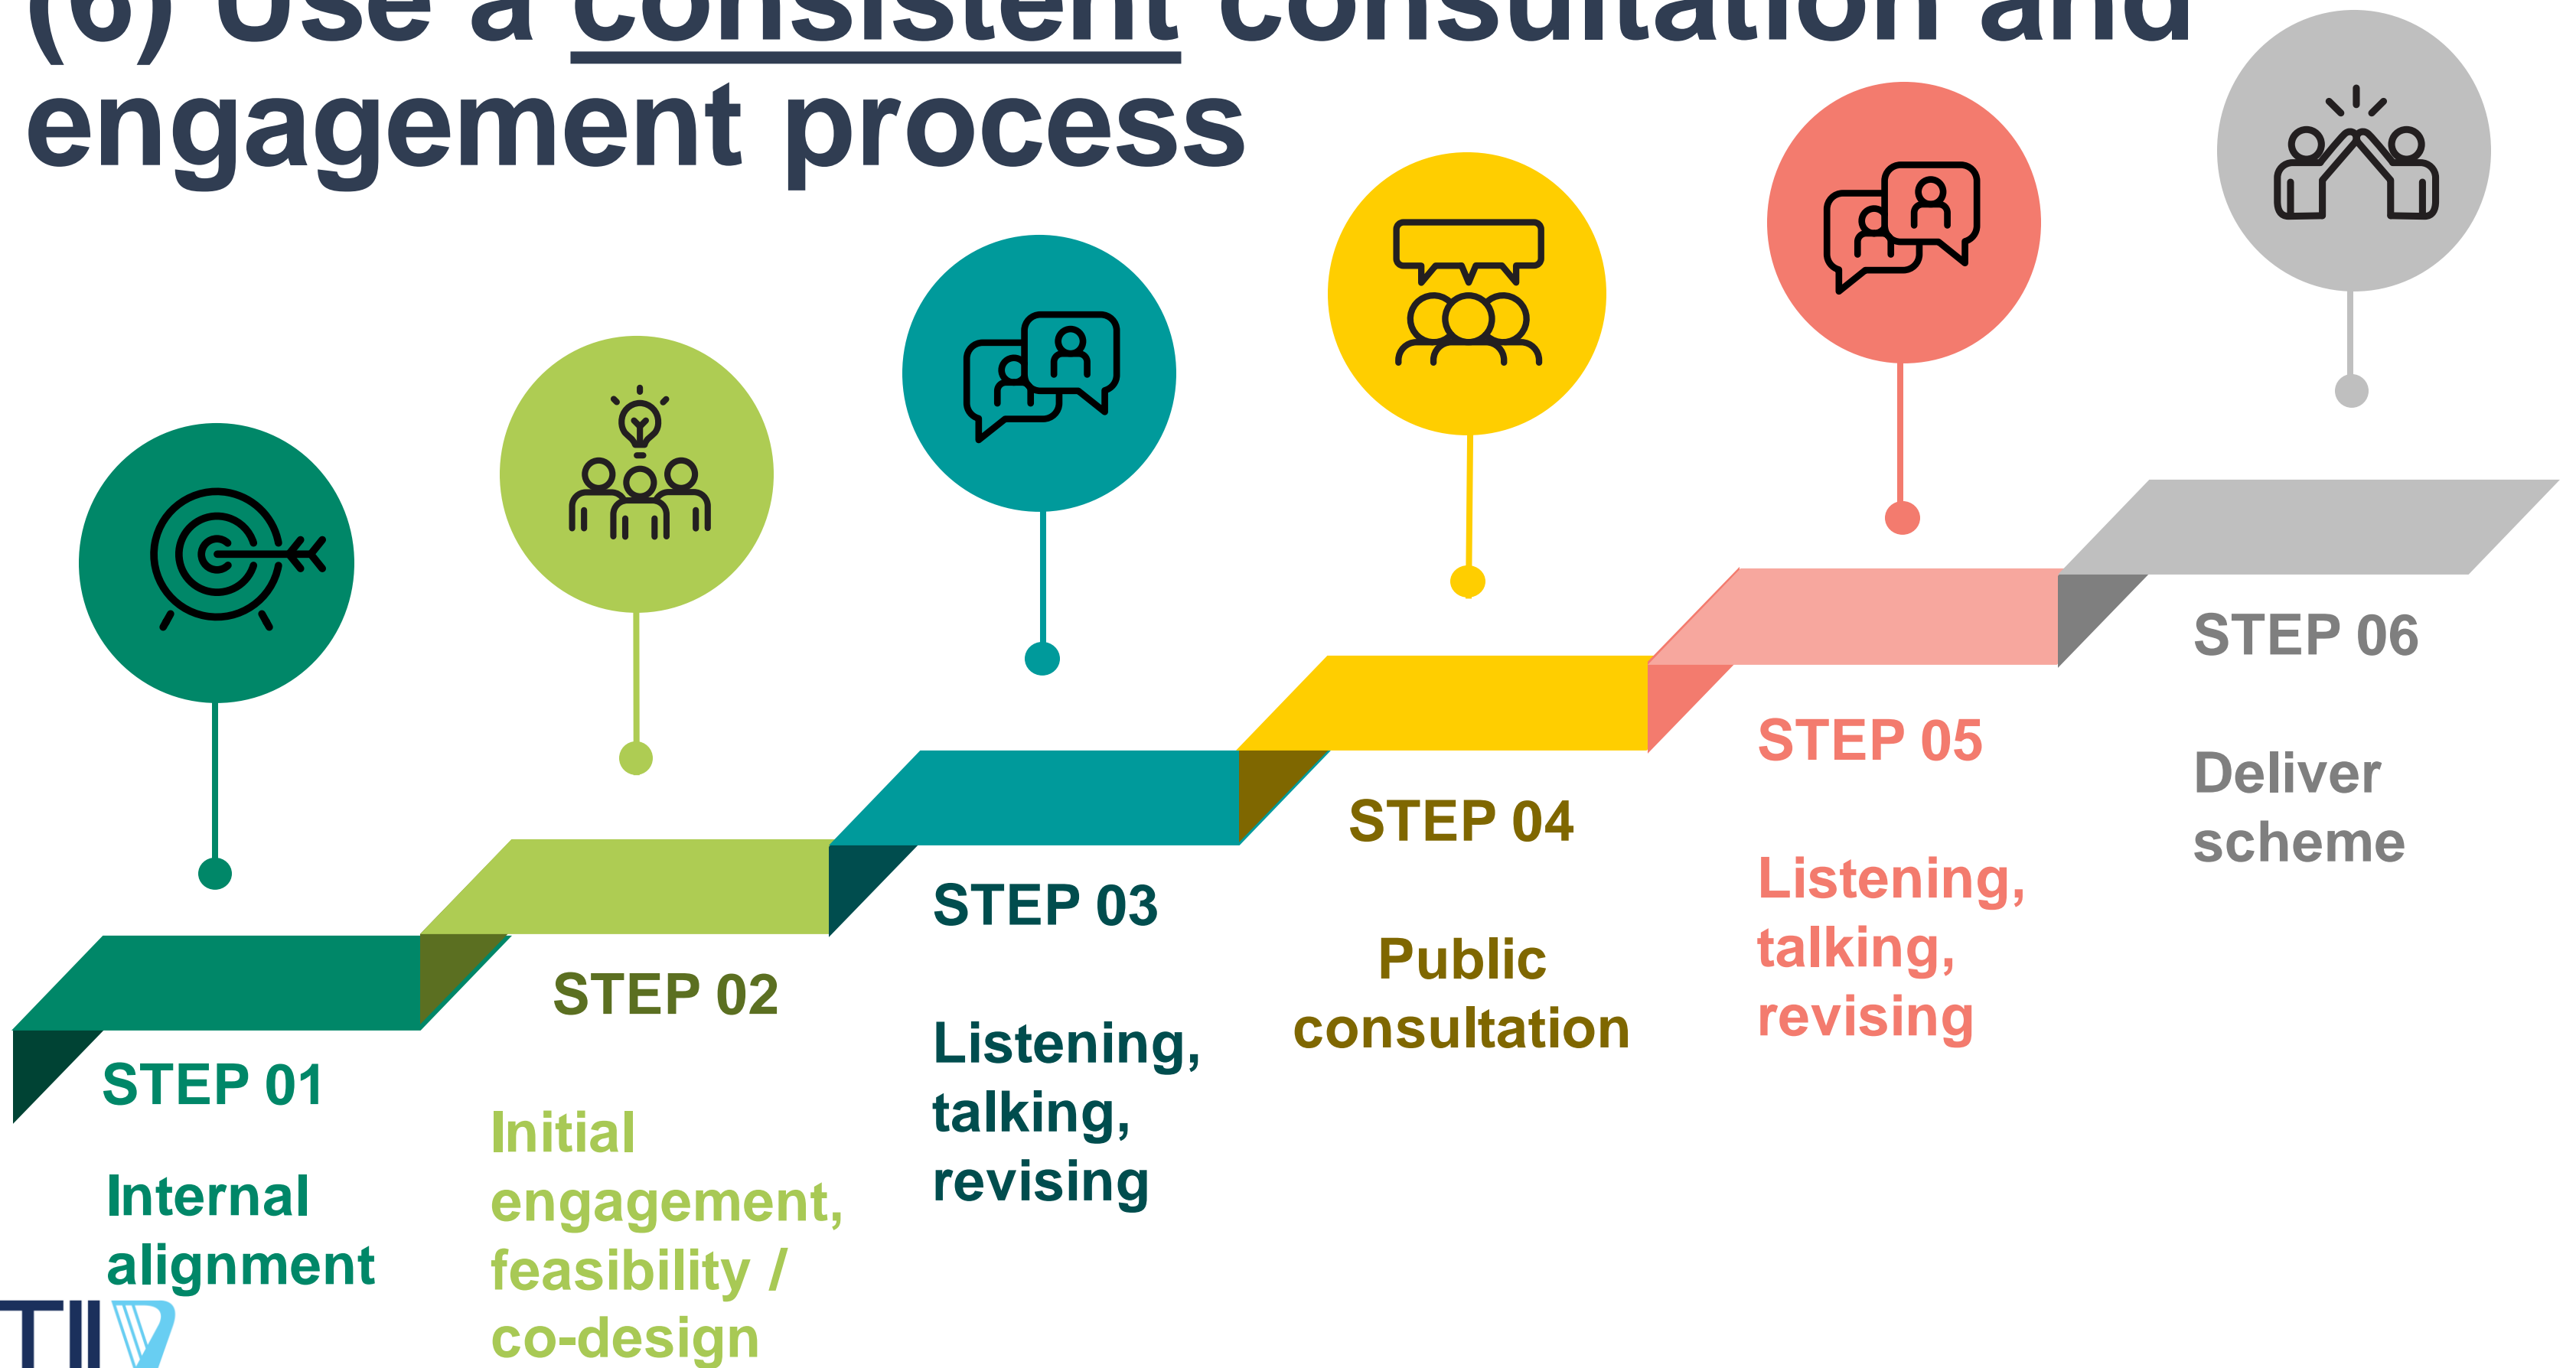 (6) Use a consistent consultation and
engagement process
STEP 01
Internal
alignment
STEP 02
Initial
engagement,
feasibility /
co-design
STEP 03
Listening,
talking,
revising
STEP 04
Public
consultation
STEP 05
Listening,
talking,
revising
STEP 06
Deliver
scheme
TII